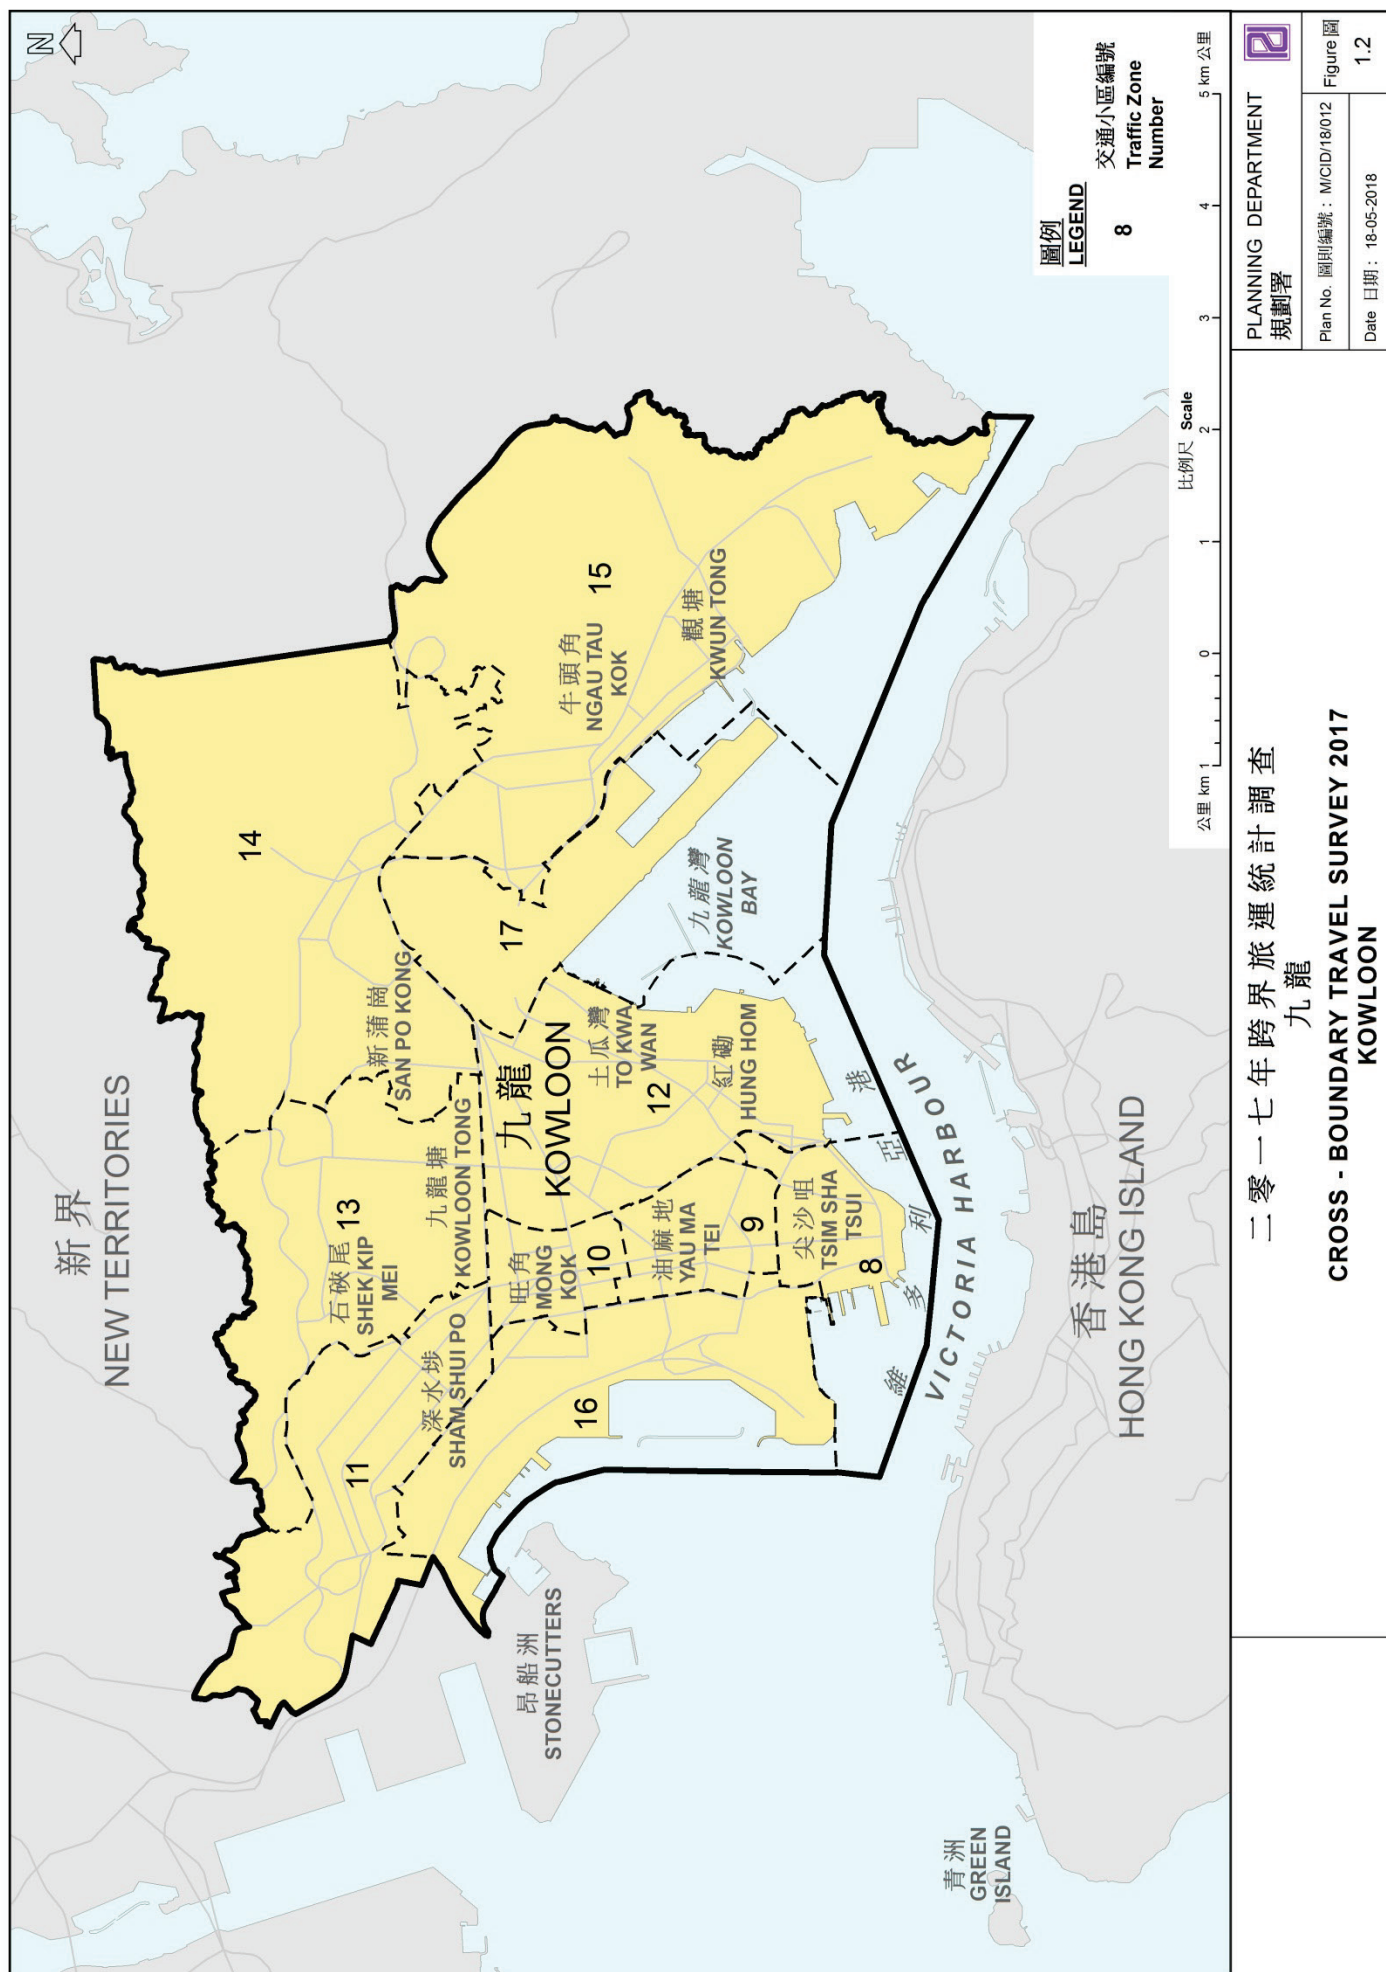 N
新界
NEW TERRITORIES
14
新蒲崗
SAN PO KONG
石硤尾
SHEK KIP
MEI
13
九龍塘
KOWLOON TONG
深水埗
SHAM SHUI PO
11
17
九龍
KOWLOON
旺角
MONG
KOK
10
土瓜灣
TO KWA
WAN
12
牛頭角
NGAU TAU
KOK
15
昂船洲
STONECUTTERS
16
油麻地
YAU MA
TEI
9
紅磡
HUNG HOM
九龍灣
KOWLOON
BAY
觀塘
KWUN TONG
尖沙咀
TSIM SHA
TSUI
8
維多利亞港
VICTORIA HARBOUR
青洲
GREEN
ISLAND
香港島
HONG KONG ISLAND
圖例
LEGEND
8
交通小區編號
Traffic Zone
Number
比例尺 Scale
公里 km 1 0 1 2 3 4 5 km 公里
二零一七年跨界旅運統計調查
九龍
CROSS - BOUNDARY TRAVEL SURVEY 2017
KOWLOON
PLANNING DEPARTMENT
規劃署
Plan No. 圖則編號： M/CID/18/012
Figure 圖
1.2
Date 日期： 18-05-2018